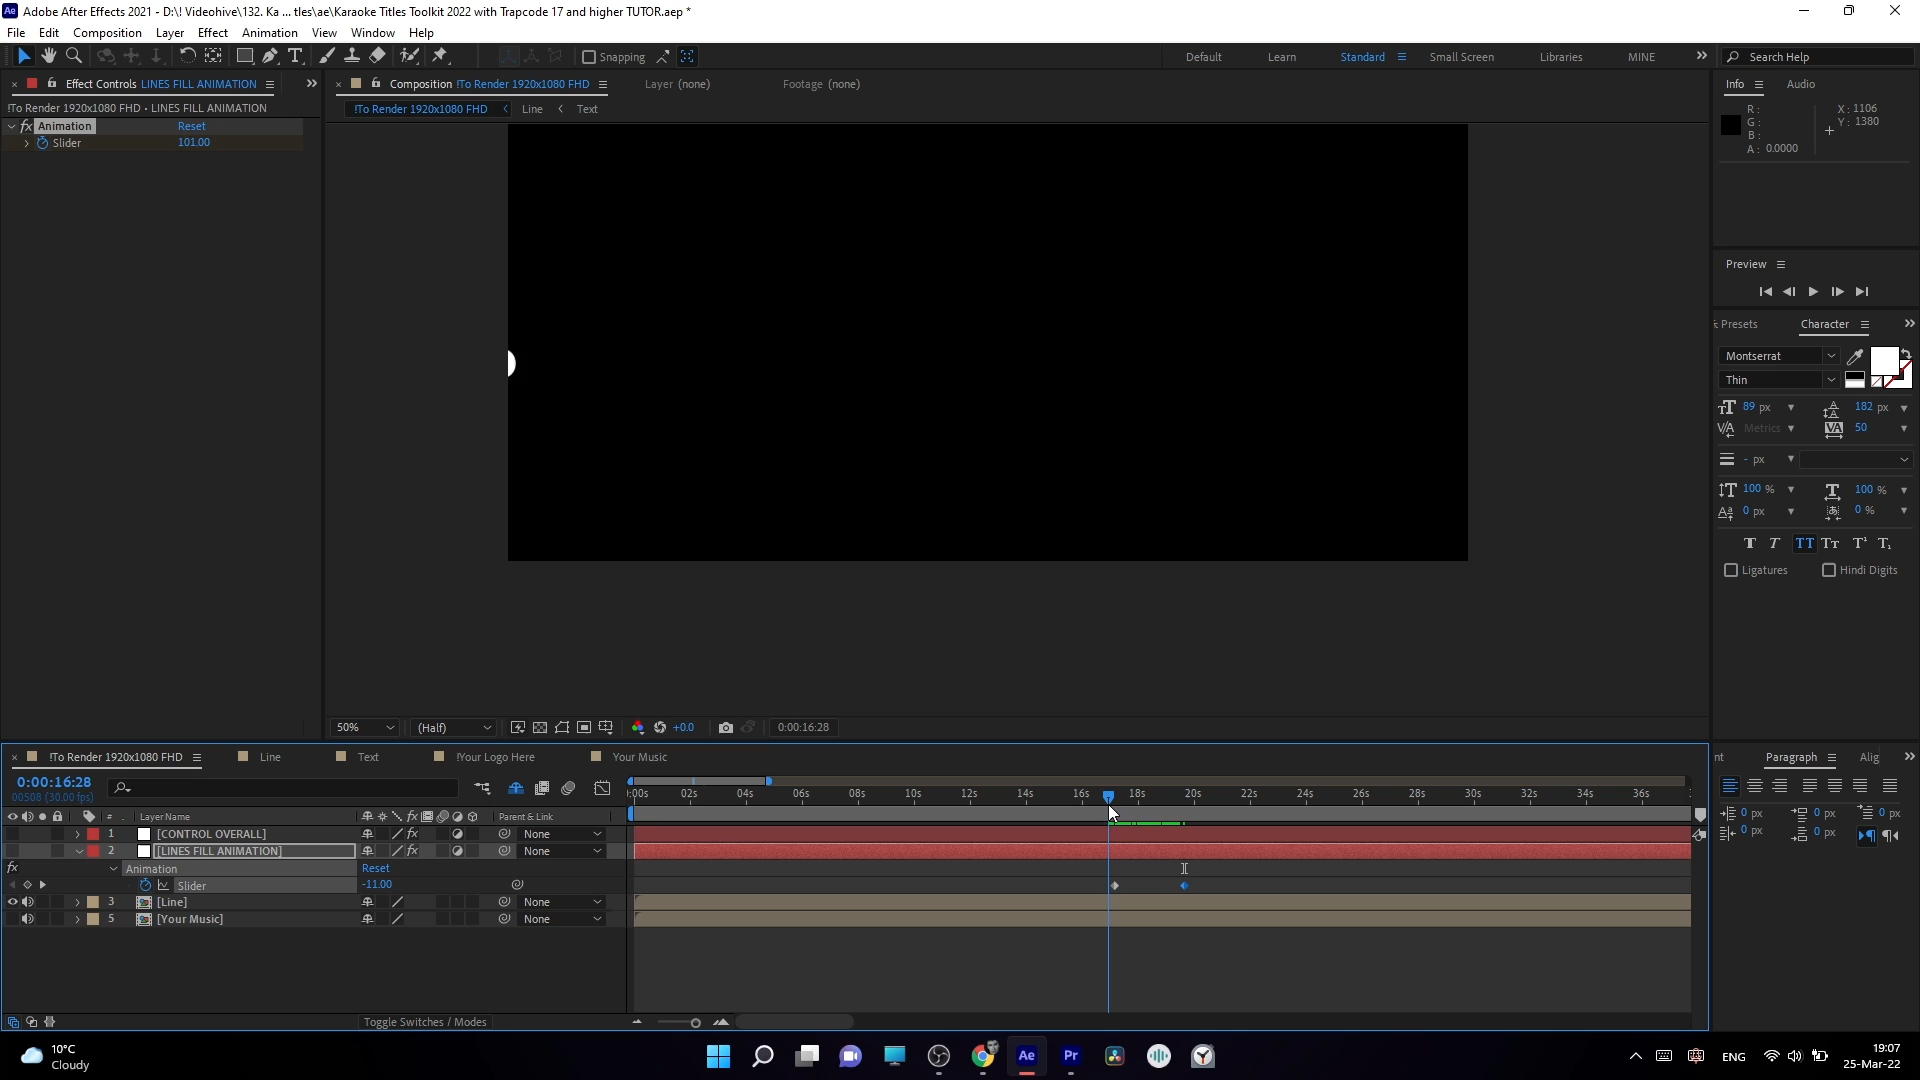 Adobe After Effects 2021 - D:\! Videohive\132. Ka ... tles\ae\Karaoke Titles Toolkit 2022 with Trapcode 17 and higher TUTOR.aep *
File Edit Composition Layer Effect Animation View Window Help
Snapping Default Learn Standard Small Screen Libraries MINE Search Help
Effect Controls LINES FILL ANIMATION
!To Render 1920x1080 FHD • LINES FILL ANIMATION
fx Animation Reset
Slider 101.00
Composition !To Render 1920x1080 FHD Layer (none) Footage (none)
!To Render 1920x1080 FHD < Line < Text
Info Audio
R: X: 1106
G: Y: 1380
B:
A: 0.0000
Preview
Presets Character
Montserrat
Thin
89 px 182 px
Metrics 50
- px
100 % 100 %
0 px 0 %
Ligatures Hindi Digits
50% (Half) +0.0 0:00:16:28
!To Render 1920x1080 FHD Line Text !Your Logo Here Your Music
0:00:16:28
00508 (30.00 fps)
:00s 02s 04s 06s 08s 10s 12s 14s 16s 18s 20s 22s 24s 26s 28s 30s 32s 34s 36s
# Layer Name Parent & Link
1 [CONTROL OVERALL] None
2 [LINES FILL ANIMATION] None
fx Animation Reset
Slider -11.00
3 [Line] None
5 [Your Music] None
Toggle Switches / Modes
nt Paragraph Alig
0 px 0 px 0 px
0 px 0 px
10°C
Cloudy
ENG
19:07
25-Mar-22